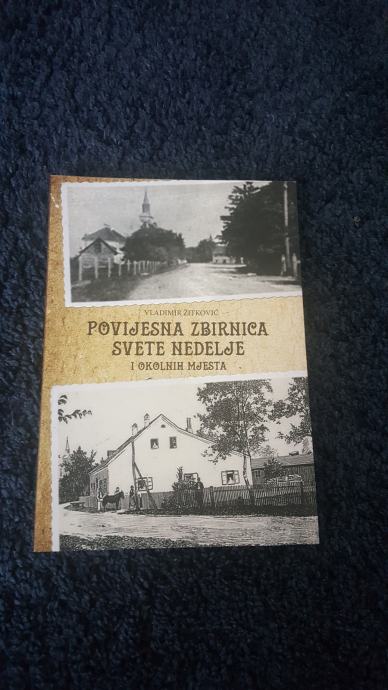 VLADIMIR ŽITKOVIĆ
POVIJESNA ZBIRNICA
SVETE NEDELJE
I OKOLNIH MJESTA